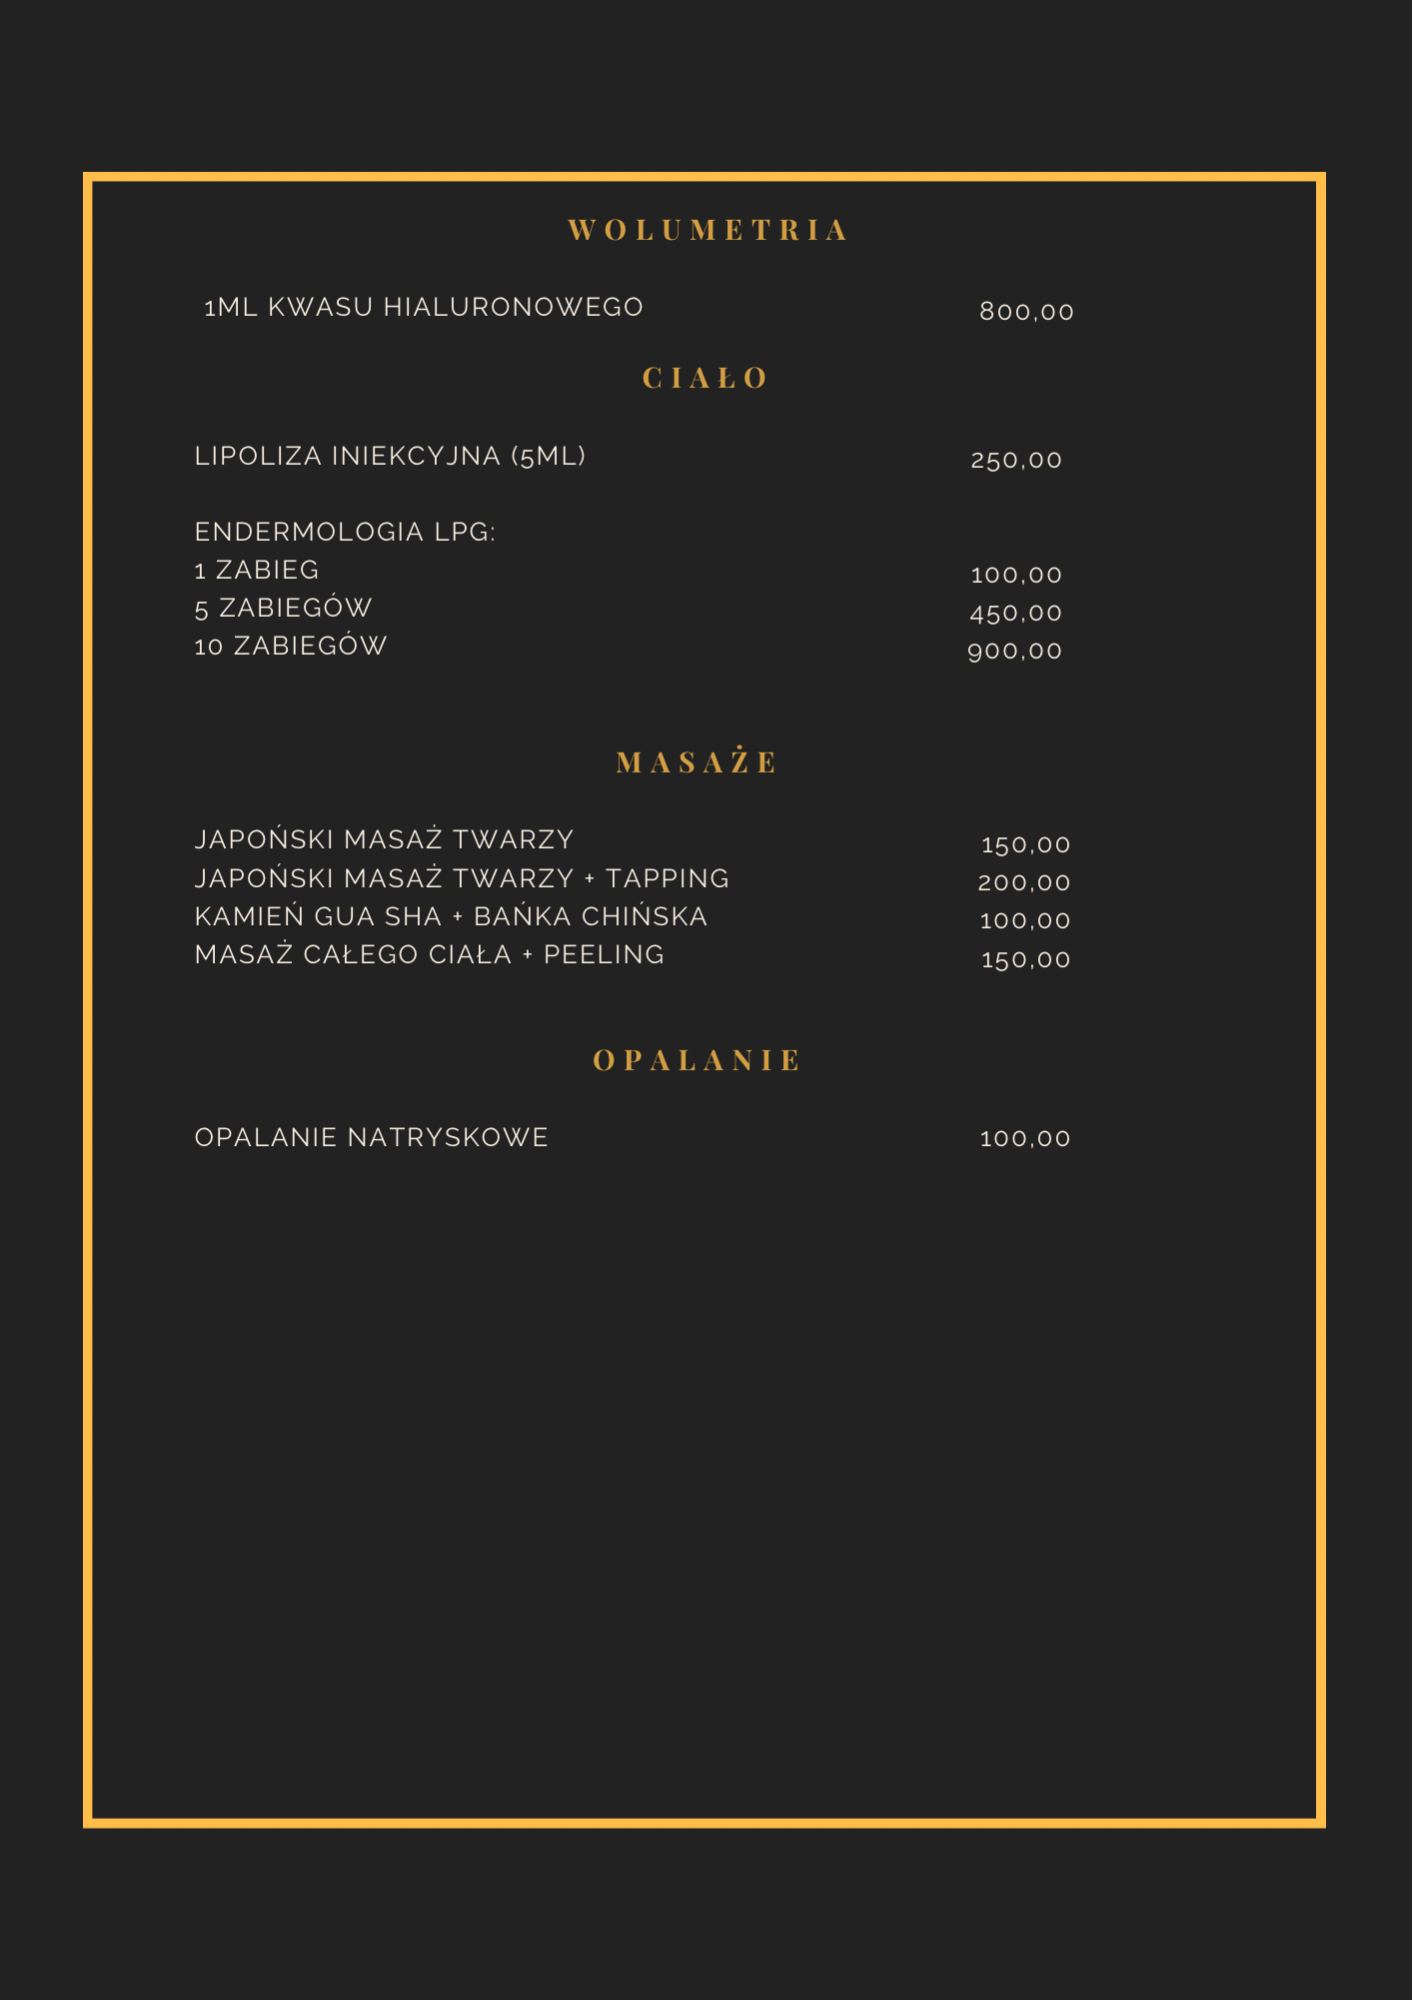 WOLUMETRIA
1ML KWASU HIALURONOWEGO 800,00
CIAŁO
LIPOLIZA INIEKCYJNA (5ML) 250,00
ENDERMOLOGIA LPG:
1 ZABIEG 100,00
5 ZABIEGÓW 450,00
10 ZABIEGÓW 900,00
MASAŻE
JAPOŃSKI MASAŻ TWARZY 150,00
JAPOŃSKI MASAŻ TWARZY + TAPPING 200,00
KAMIEŃ GUA SHA + BAŃKA CHIŃSKA 100,00
MASAŻ CAŁEGO CIAŁA + PEELING 150,00
OPALANIE
OPALANIE NATRYSKOWE 100,00